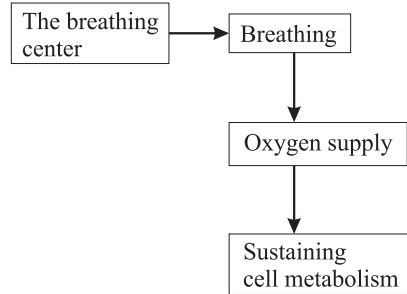 The breathing
center
Breathing
Oxygen supply
Sustaining
cell metabolism